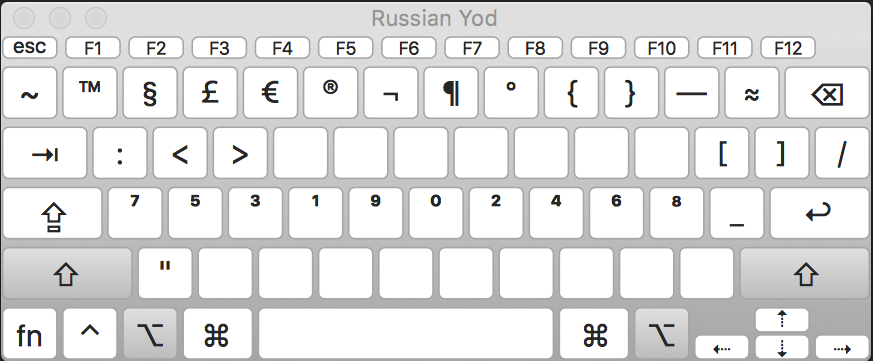 Russian Yod
esc F1 F2 F3 F4 F5 F6 F7 F8 F9 F10 F11 F12
~ ™ § £ € ® ¬ ¶ ° { } — ≈ ⌫
⇥ : < > [ ] /
⇪ 7 5 3 1 9 0 2 4 6 8 _ ↩
⇧ " ⇧
fn ^ ⌥ ⌘ ⌘ ⌥ ⇠ ⇡ ⇣ ⇢